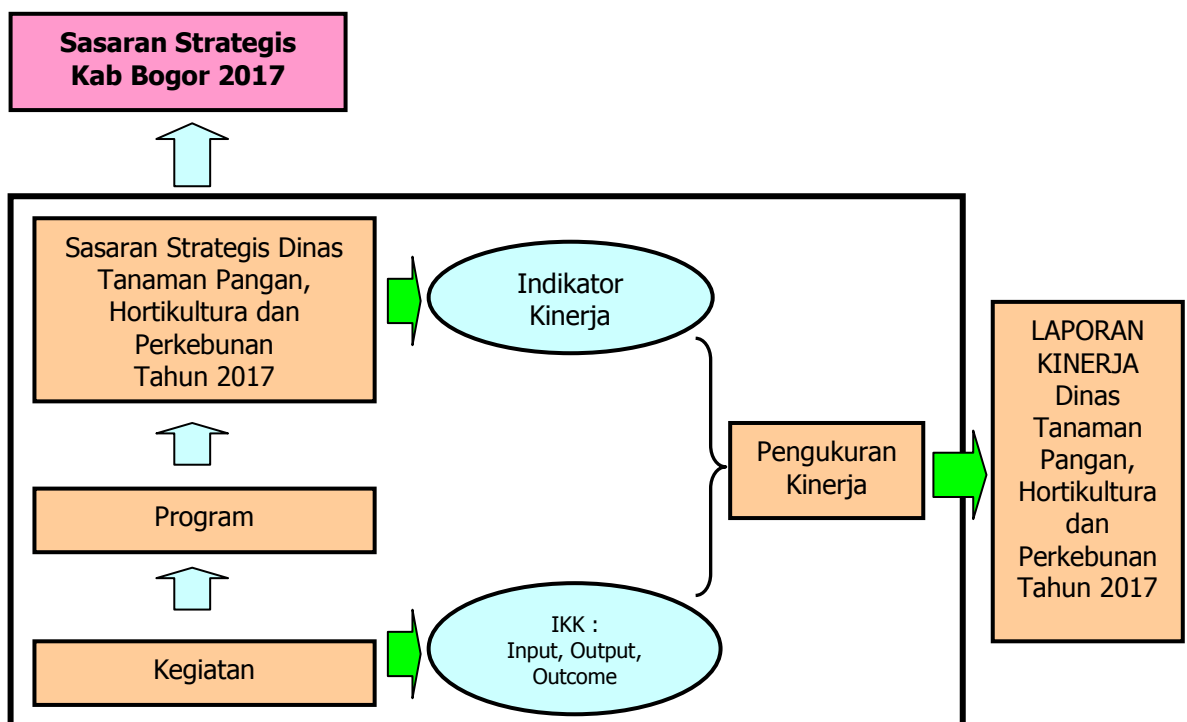 Sasaran Strategis
Kab Bogor 2017
Sasaran Strategis Dinas
Tanaman Pangan,
Hortikultura dan
Perkebunan
Tahun 2017
Indikator
Kinerja
Program
Kegiatan
IKK :
Input, Output,
Outcome
Pengukuran
Kinerja
LAPORAN
KINERJA
Dinas
Tanaman
Pangan,
Hortikultura
dan
Perkebunan
Tahun 2017